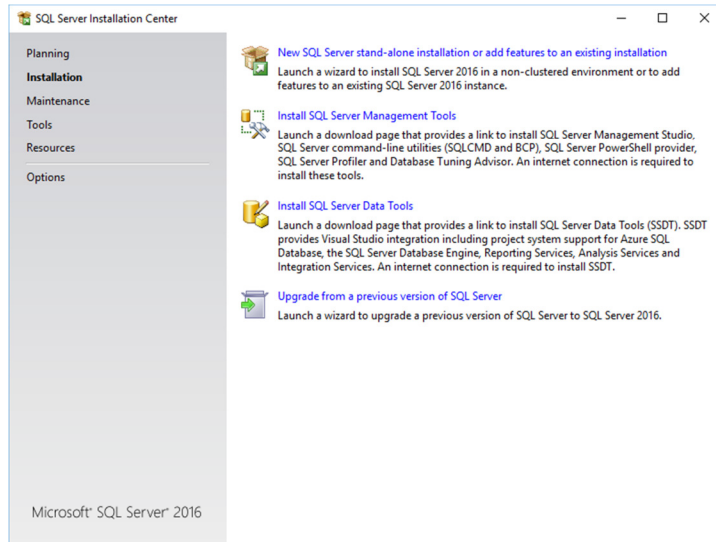 SQL Server Installation Center
Planning
Installation
Maintenance
Tools
Resources
Options
New SQL Server stand-alone installation or add features to an existing installation
Launch a wizard to install SQL Server 2016 in a non-clustered environment or to add
features to an existing SQL Server 2016 instance.
Install SQL Server Management Tools
Launch a download page that provides a link to install SQL Server Management Studio,
SQL Server command-line utilities (SQLCMD and BCP), SQL Server PowerShell provider,
SQL Server Profiler and Database Tuning Advisor. An internet connection is required to
install these tools.
Install SQL Server Data Tools
Launch a download page that provides a link to install SQL Server Data Tools (SSDT). SSDT
provides Visual Studio integration including project system support for Azure SQL
Database, the SQL Server Database Engine, Reporting Services, Analysis Services and
Integration Services. An internet connection is required to install SSDT.
Upgrade from a previous version of SQL Server
Launch a wizard to upgrade a previous version of SQL Server to SQL Server 2016.
Microsoft® SQL Server® 2016